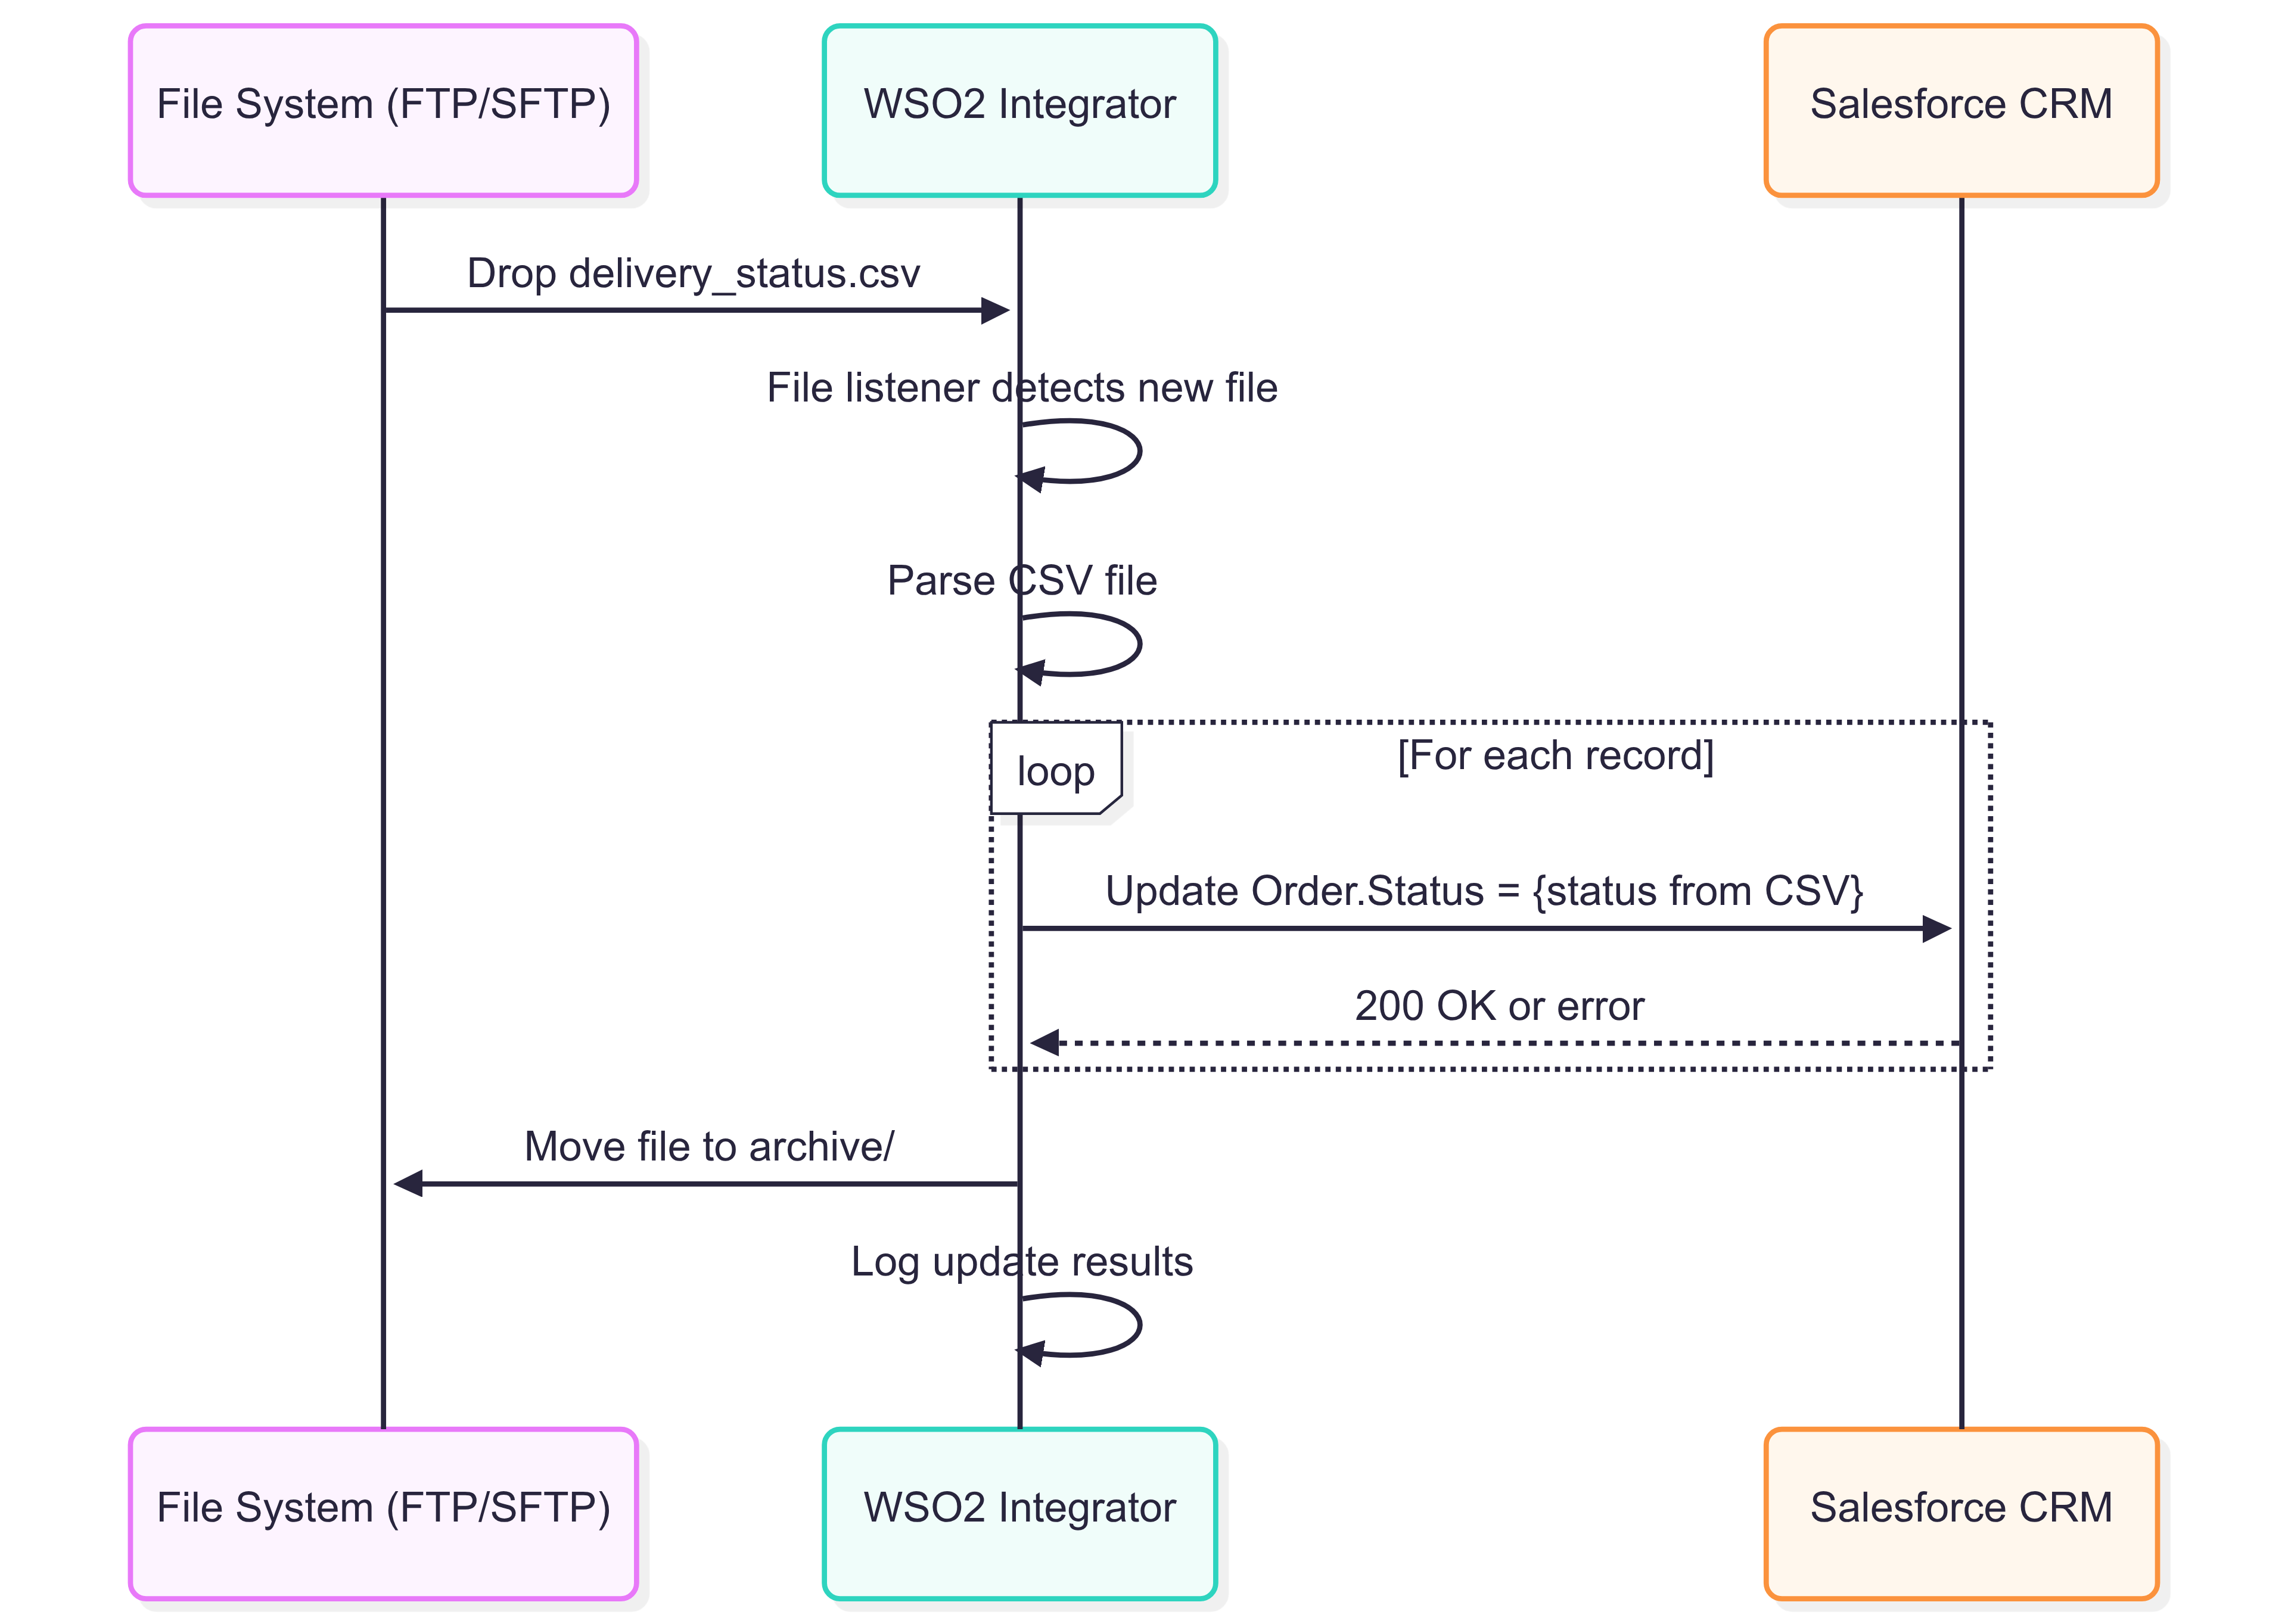 File System (FTP/SFTP)
WSO2 Integrator
Salesforce CRM
Drop delivery_status.csv
File listener detects new file
Parse CSV file
loop
[For each record]
Update Order.Status = {status from CSV}
200 OK or error
Move file to archive/
Log update results
File System (FTP/SFTP)
WSO2 Integrator
Salesforce CRM